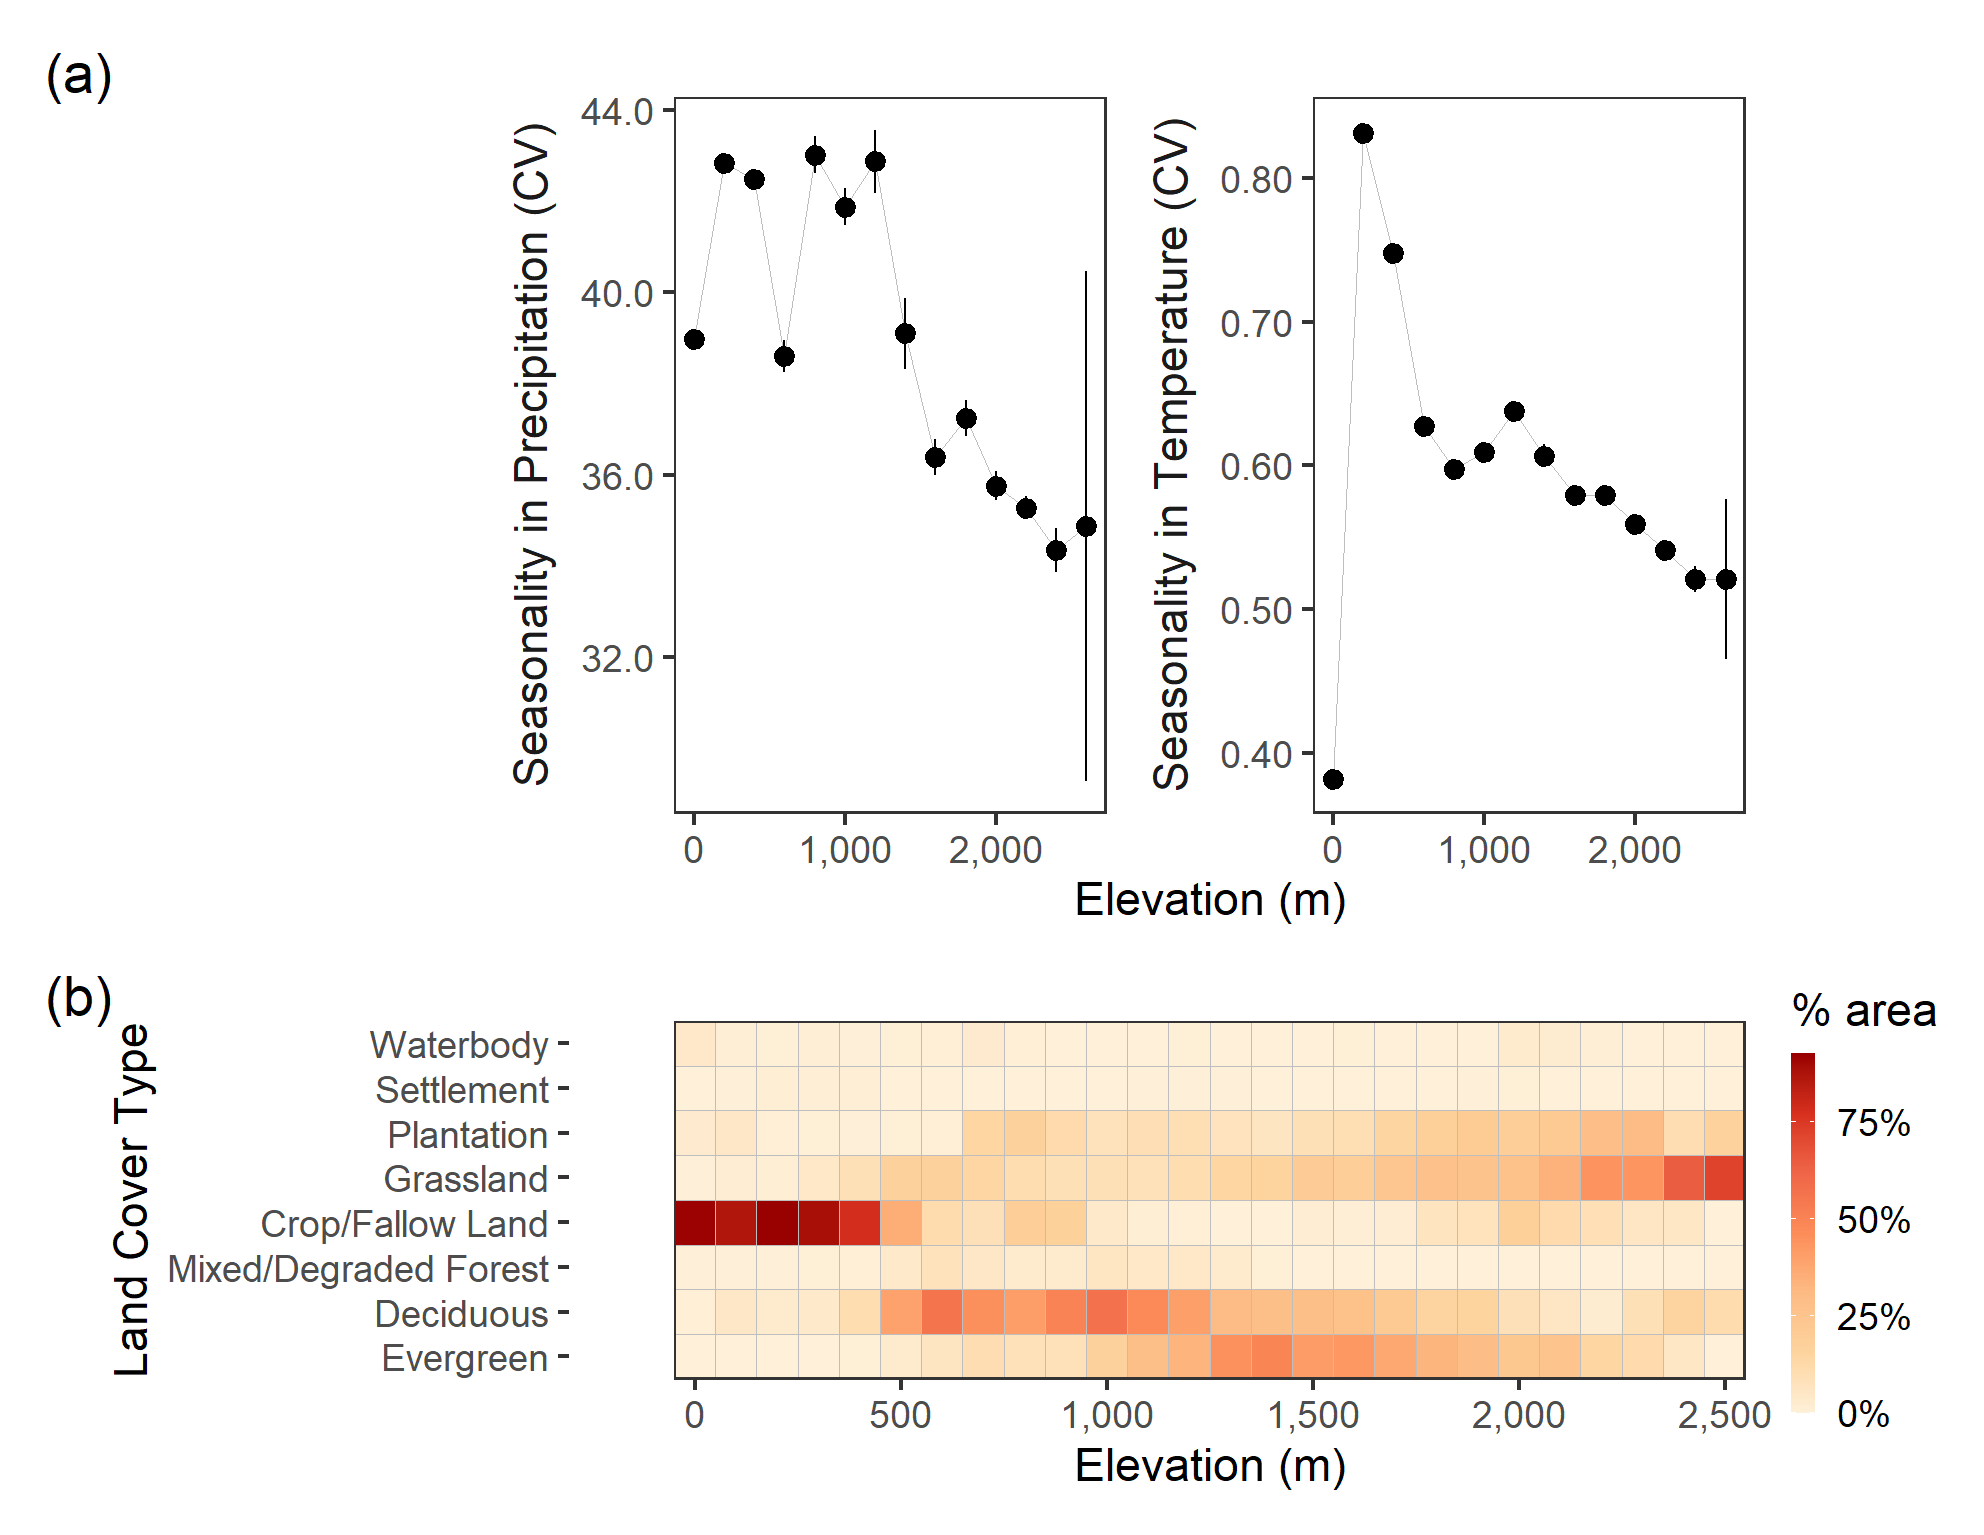 (a)
Seasonality in Precipitation (CV)
44.0
40.0
36.0
32.0
0 1,000 2,000
Seasonality in Temperature (CV)
0.80
0.70
0.60
0.50
0.40
0 1,000 2,000
Elevation (m)
(b)
Land Cover Type
Waterbody
Settlement
Plantation
Grassland
Crop/Fallow Land
Mixed/Degraded Forest
Deciduous
Evergreen
0 500 1,000 1,500 2,000 2,500
Elevation (m)
% area
75%
50%
25%
0%